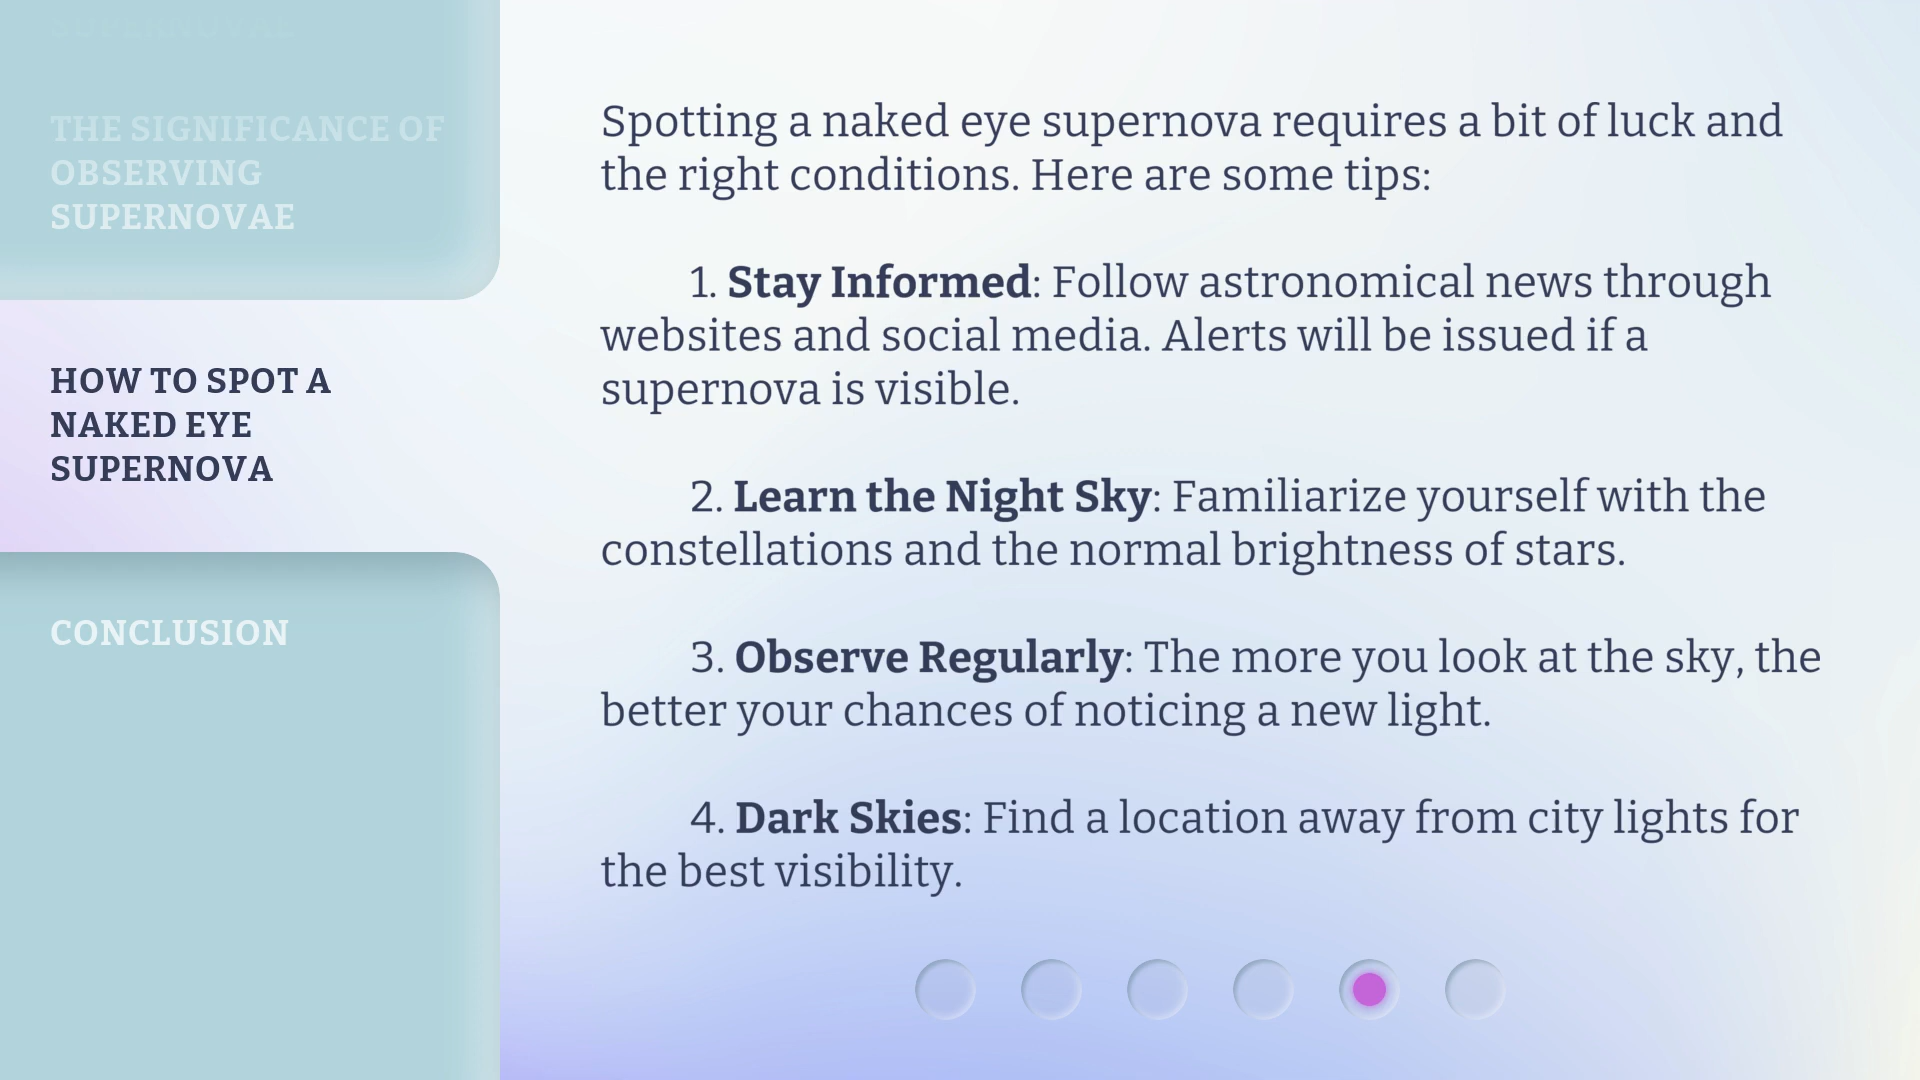 SUPERNOVAE
THE SIGNIFICANCE OF
OBSERVING
SUPERNOVAE
HOW TO SPOT A
NAKED EYE
SUPERNOVA
CONCLUSION
Spotting a naked eye supernova requires a bit of luck and
the right conditions. Here are some tips:
1. Stay Informed: Follow astronomical news through
websites and social media. Alerts will be issued if a
supernova is visible.
2. Learn the Night Sky: Familiarize yourself with the
constellations and the normal brightness of stars.
3. Observe Regularly: The more you look at the sky, the
better your chances of noticing a new light.
4. Dark Skies: Find a location away from city lights for
the best visibility.